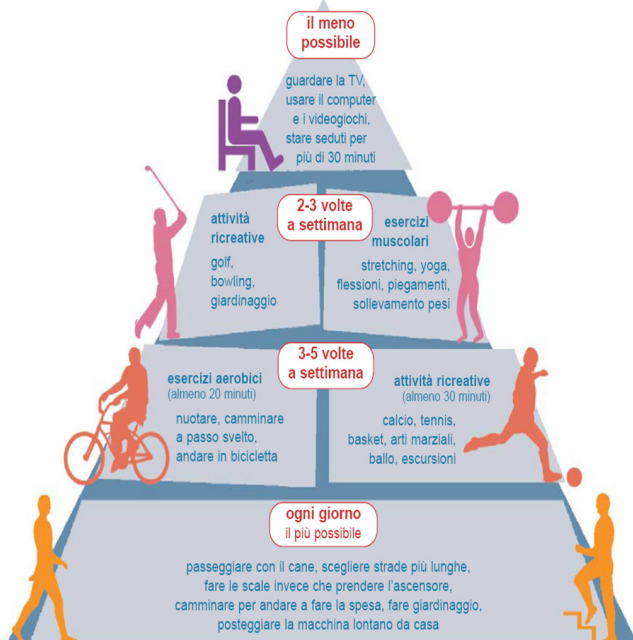 il meno
possibile
guardare la TV,
usare il computer
e i videogiochi,
stare seduti per
più di 30 minuti
2-3 volte
a settimana
attività
ricreative
golf,
bowling,
giardinaggio
esercizi
muscolari
stretching, yoga,
flessioni, piegamenti,
sollevamento pesi
3-5 volte
a settimana
esercizi aerobici
(almeno 20 minuti)
nuotare, camminare
a passo svelto,
andare in bicicletta
attività ricreative
(almeno 30 minuti)
calcio, tennis,
basket, arti marziali,
ballo, escursioni
ogni giorno
il più possibile
passeggiare con il cane, scegliere strade più lunghe,
fare le scale invece che prendere l'ascensore,
camminare per andare a fare la spesa, fare giardinaggio,
posteggiare la macchina lontano da casa